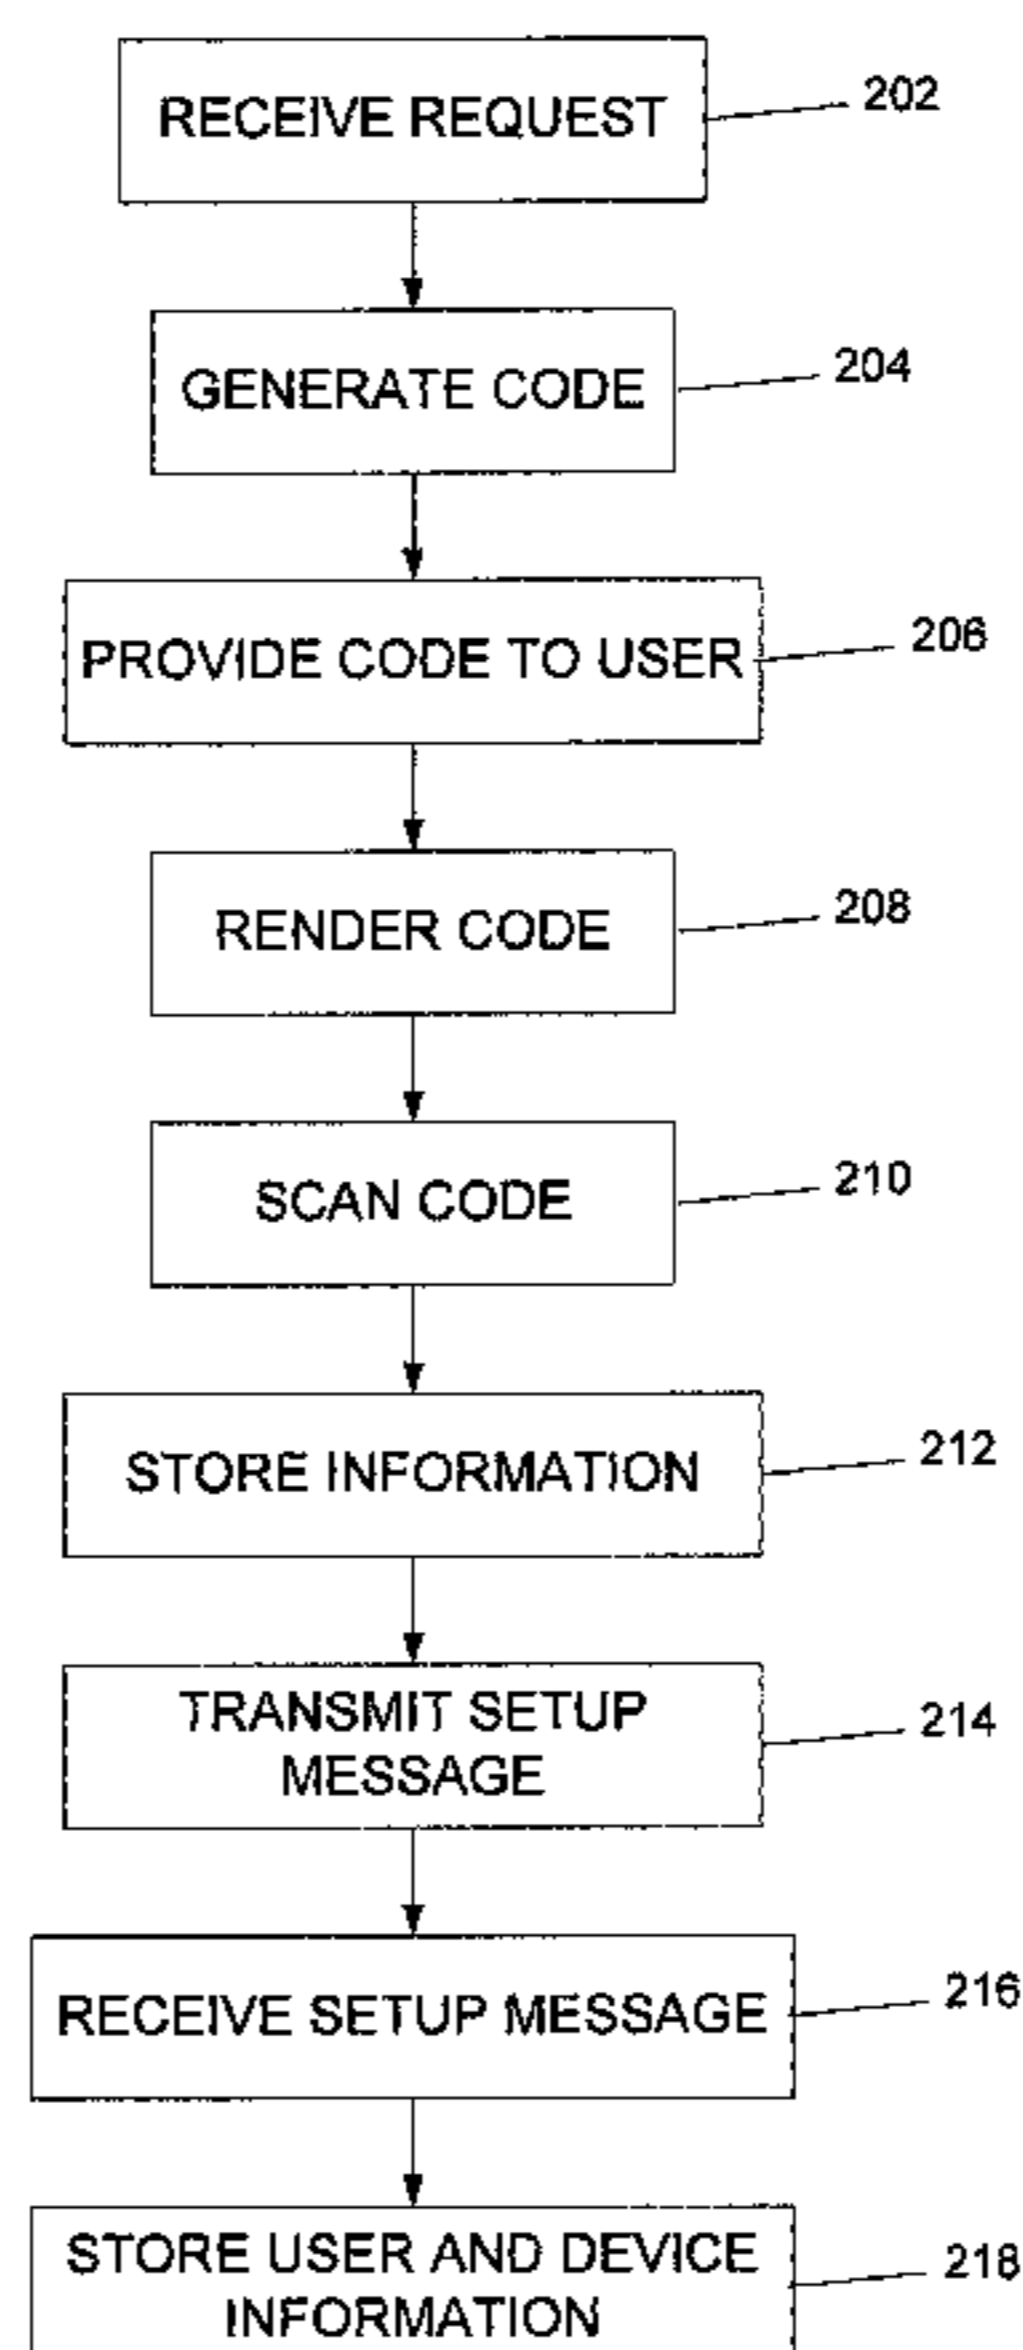 RECEIVE REQUEST
202
GENERATE CODE
204
PROVIDE CODE TO USER
206
RENDER CODE
208
SCAN CODE
210
STORE INFORMATION
212
TRANSMIT SETUP
MESSAGE
214
RECEIVE SETUP MESSAGE
216
STORE USER AND DEVICE
INFORMATION
218